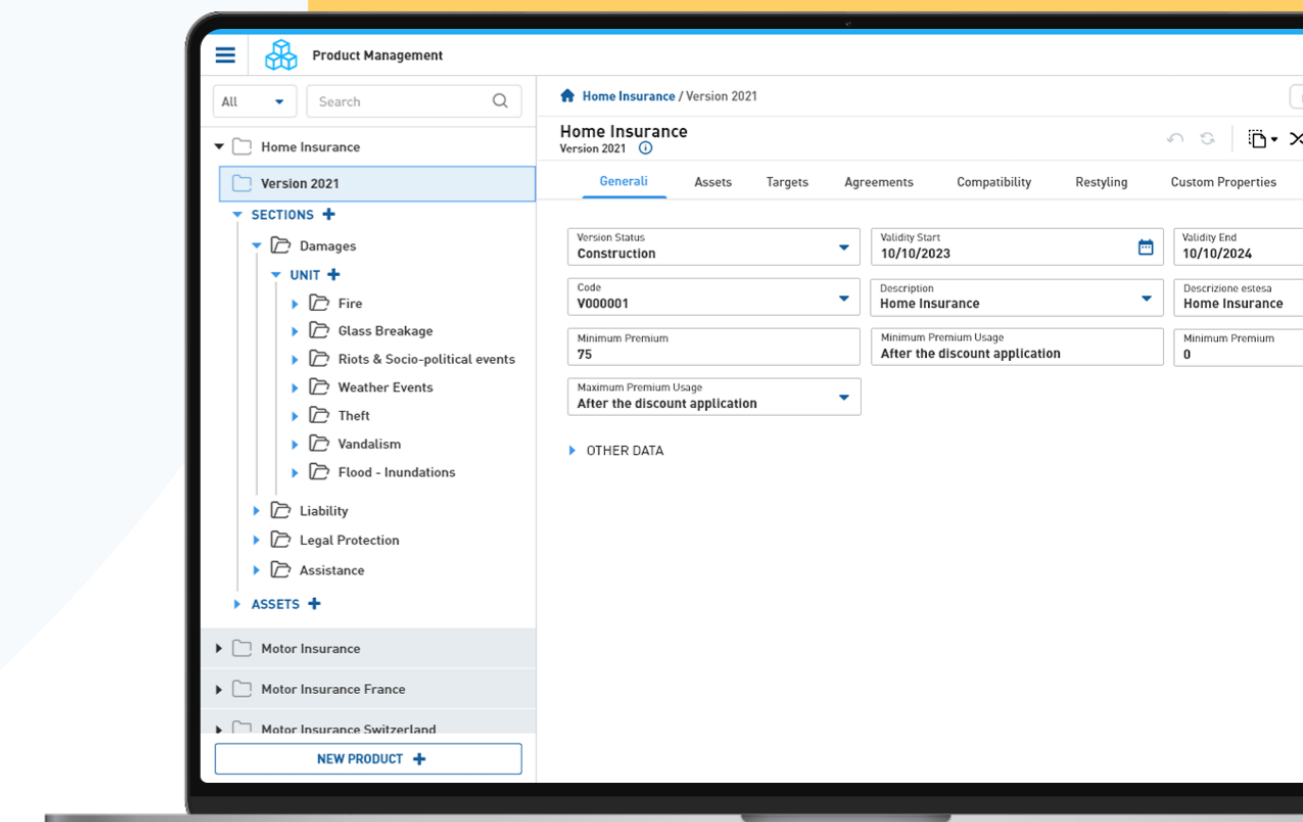 Product Management
All
Search
Home Insurance / Version 2021
Home Insurance
Version 2021
Home Insurance
Version 2021
Generali Assets Targets Agreements Compatibility Restyling Custom Properties
SECTIONS +
Damages
UNIT +
Fire
Glass Breakage
Riots & Socio-political events
Weather Events
Theft
Vandalism
Flood - Inundations
Liability
Legal Protection
Assistance
ASSETS +
Motor Insurance
Motor Insurance France
Motor Insurance Switzerland
NEW PRODUCT +
Version Status
Construction
Validity Start
10/10/2023
Validity End
10/10/2024
Code
V000001
Description
Home Insurance
Descrizione estesa
Home Insurance
Minimum Premium
75
Minimum Premium Usage
After the discount application
Minimum Premium
0
Maximum Premium Usage
After the discount application
OTHER DATA